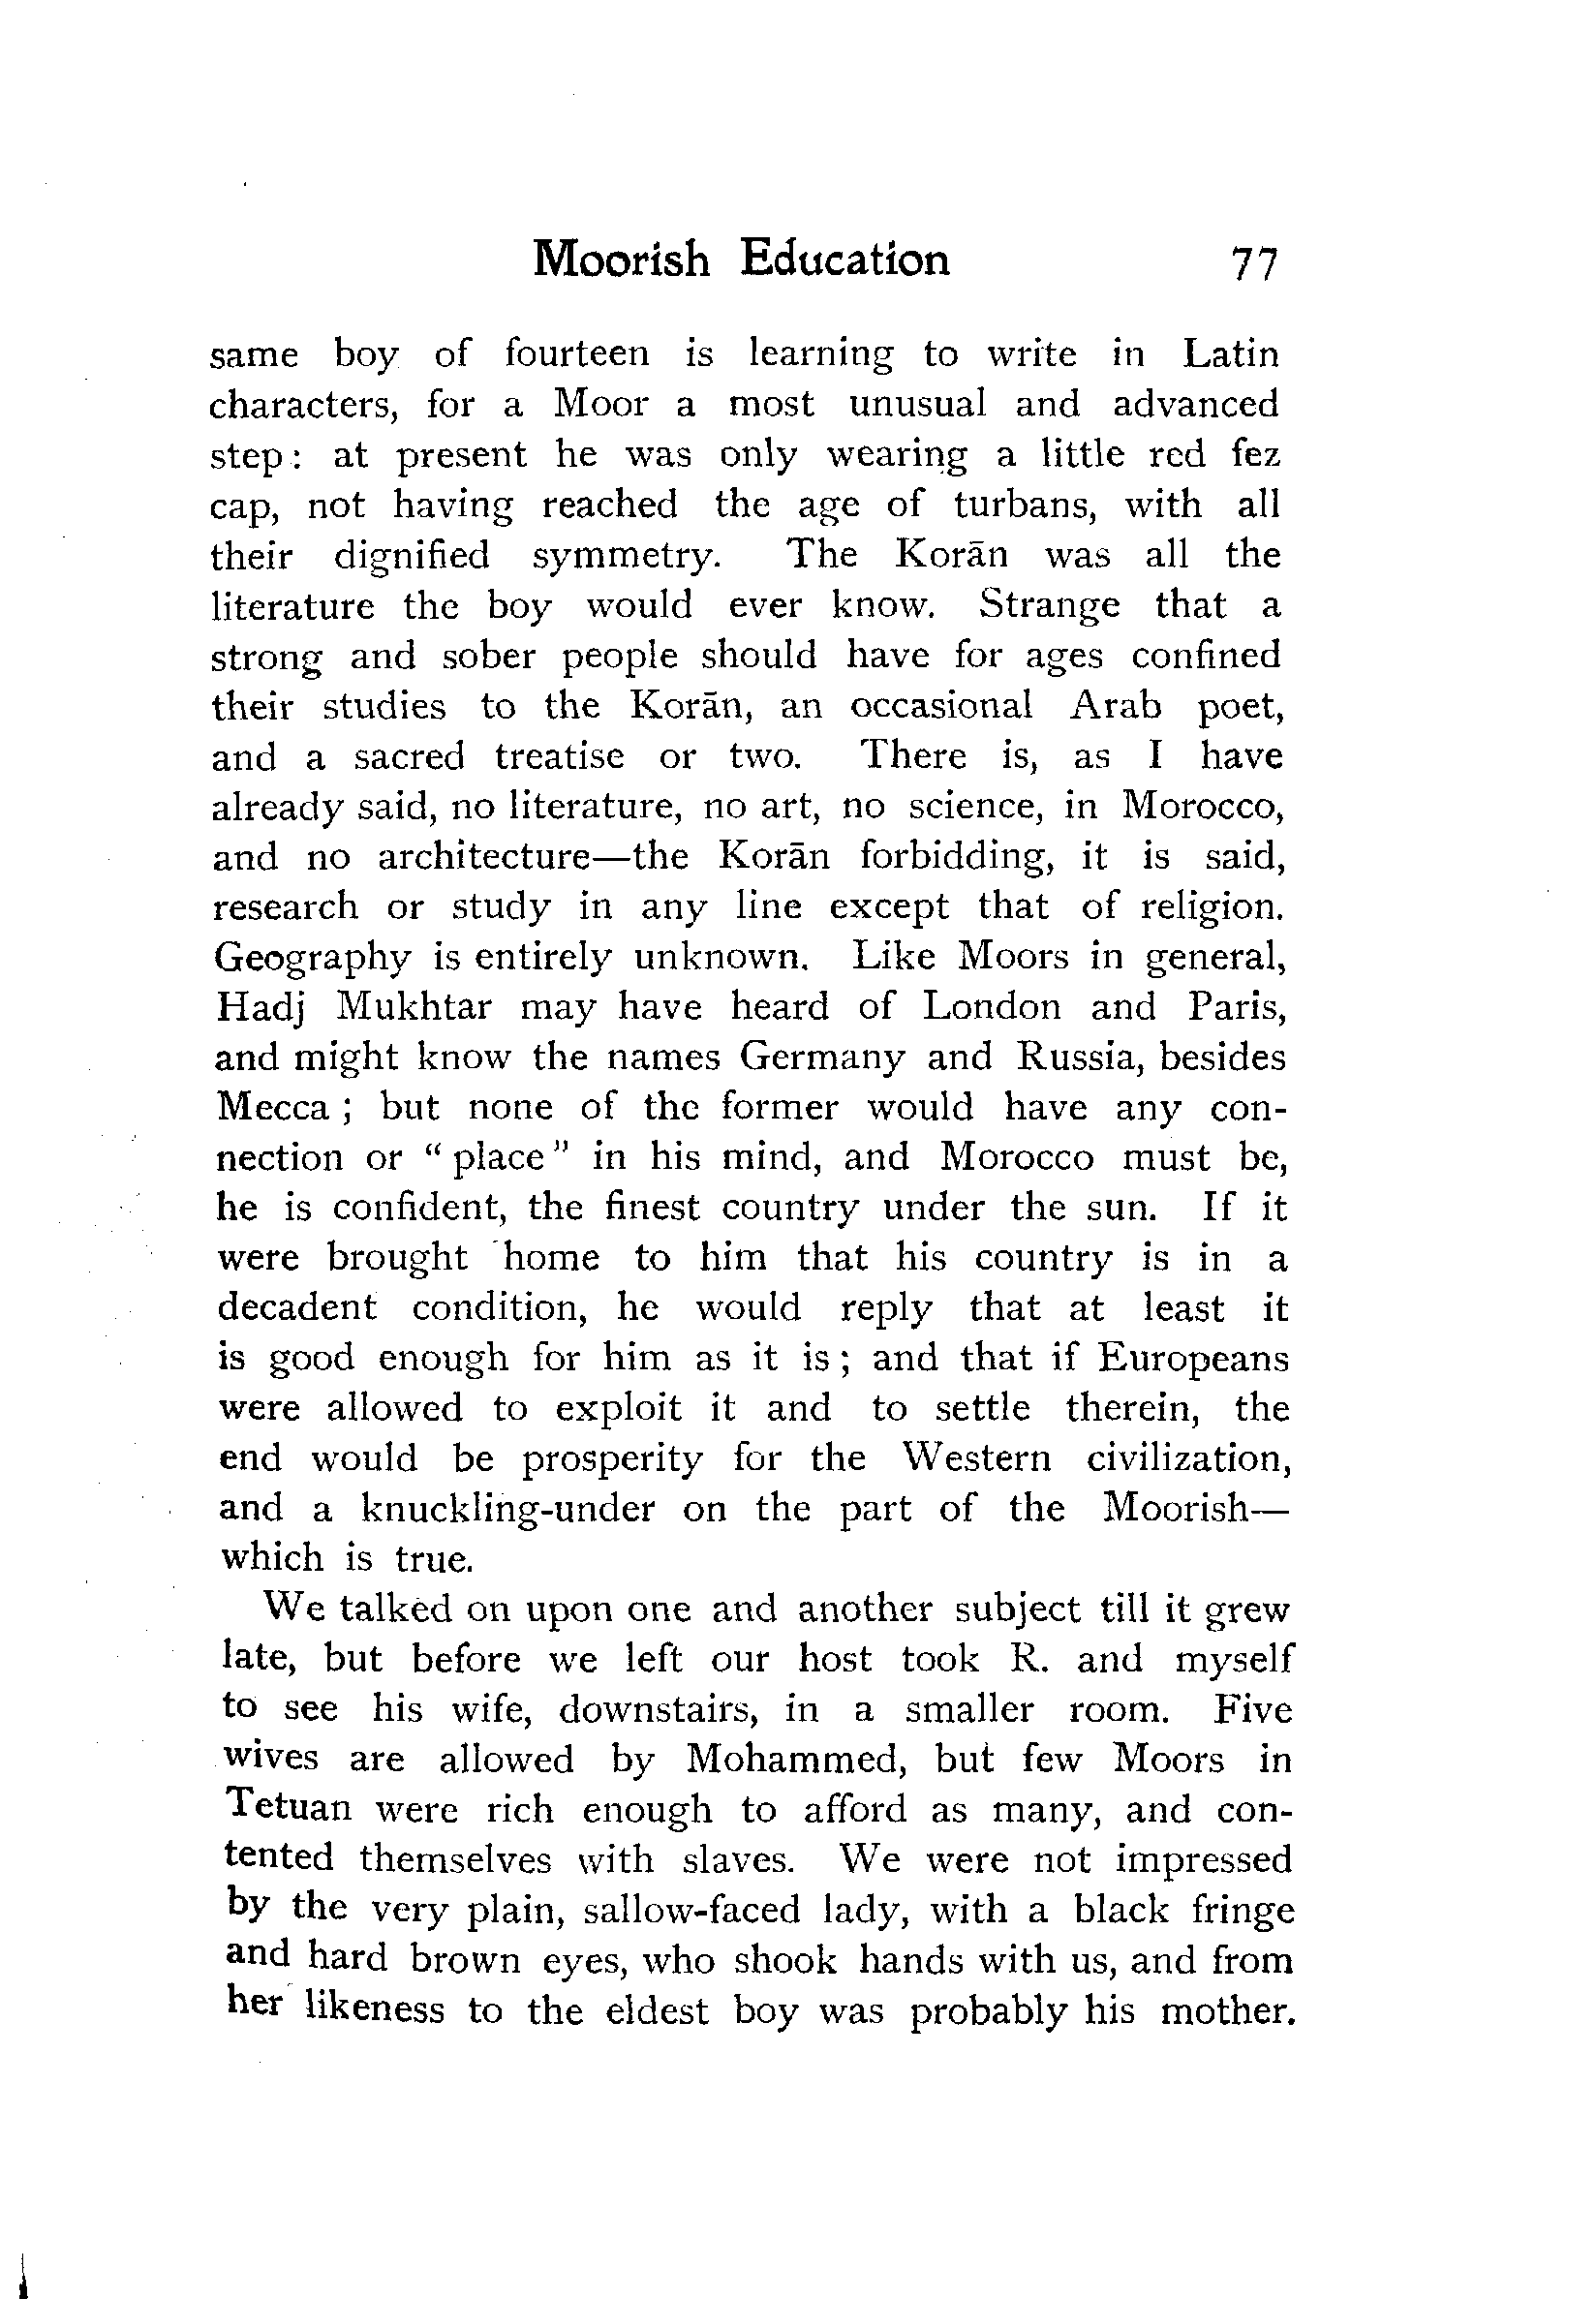 Moorish Education 77
same boy of fourteen is learning to write in Latin
characters, for a Moor a most unusual and advanced
step: at present he was only wearing a little red fez
cap, not having reached the age of turbans, with all
their dignified symmetry. The Korān was all the
literature the boy would ever know. Strange that a
strong and sober people should have for ages confined
their studies to the Korān, an occasional Arab poet,
and a sacred treatise or two. There is, as I have
already said, no literature, no art, no science, in Morocco,
and no architecture—the Korān forbidding, it is said,
research or study in any line except that of religion.
Geography is entirely unknown. Like Moors in general,
Hadj Mukhtar may have heard of London and Paris,
and might know the names Germany and Russia, besides
Mecca; but none of the former would have any con-
nection or "place" in his mind, and Morocco must be,
he is confident, the finest country under the sun. If it
were brought home to him that his country is in a
decadent condition, he would reply that at least it
is good enough for him as it is; and that if Europeans
were allowed to exploit it and to settle therein, the
end would be prosperity for the Western civilization,
and a knuckling-under on the part of the Moorish—
which is true.
We talked on upon one and another subject till it grew
late, but before we left our host took R. and myself
to see his wife, downstairs, in a smaller room. Five
wives are allowed by Mohammed, but few Moors in
Tetuan were rich enough to afford as many, and con-
tented themselves with slaves. We were not impressed
by the very plain, sallow-faced lady, with a black fringe
and hard brown eyes, who shook hands with us, and from
her likeness to the eldest boy was probably his mother.